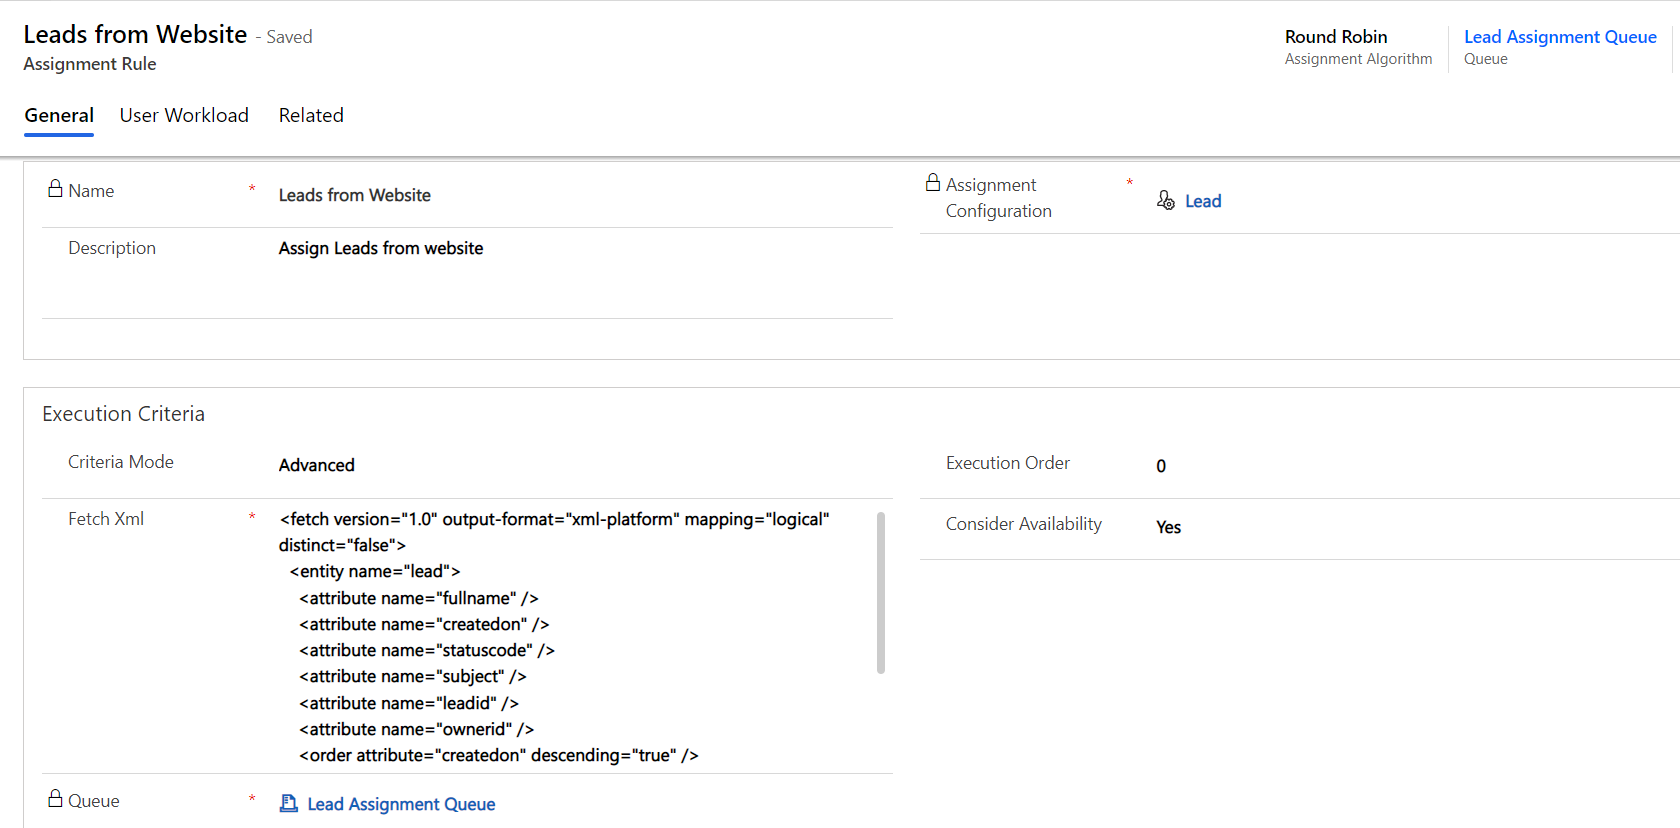 Leads from Website - Saved
Assignment Rule
Round Robin
Assignment Algorithm
Lead Assignment Queue
Queue
General
User Workload
Related
Name * Leads from Website
Assignment Configuration * Lead
Description Assign Leads from website
Execution Criteria
Criteria Mode Advanced
Execution Order 0
Consider Availability Yes
Fetch Xml * <fetch version="1.0" output-format="xml-platform" mapping="logical"
distinct="false">
<entity name="lead">
<attribute name="fullname" />
<attribute name="createdon" />
<attribute name="statuscode" />
<attribute name="subject" />
<attribute name="leadid" />
<attribute name="ownerid" />
<order attribute="createdon" descending="true" />
Queue * Lead Assignment Queue